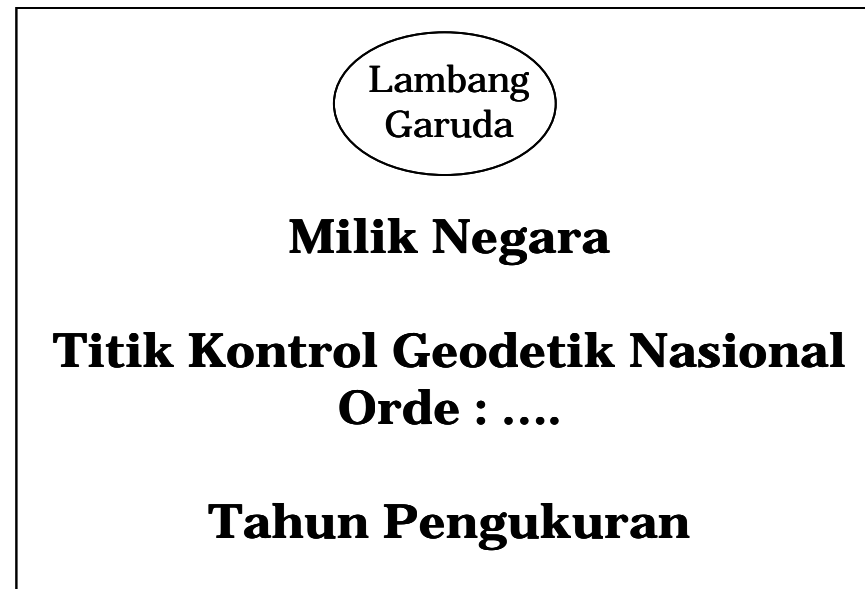 Lambang
Garuda
Milik Negara
Titik Kontrol Geodetik Nasional
Orde : ....
Tahun Pengukuran